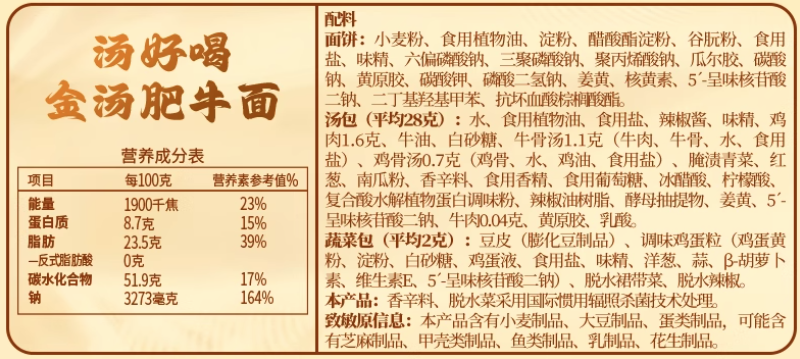 汤好喝
金汤肥牛面
营养成分表
项目 每100克 营养素参考值%
能量 1900千焦 23%
蛋白质 8.7克 15%
脂肪 23.5克 39%
—反式脂肪酸 0克
碳水化合物 51.9克 17%
钠 3273毫克 164%
配料
面饼：小麦粉、食用植物油、淀粉、醋酸酯淀粉、谷朊粉、食用
盐、味精、六偏磷酸钠、三聚磷酸钠、聚丙烯酸钠、瓜尔胶、碳酸
钠、黄原胶、碳酸钾、磷酸二氢钠、姜黄、核黄素、5´-呈味核苷酸
二钠、二丁基羟基甲苯、抗坏血酸棕榈酸酯。
汤包（平均28克）：水、食用植物油、食用盐、辣椒酱、味精、鸡
肉1.6克、牛油、白砂糖、牛骨汤1.1克（牛肉、牛骨、水、食用
盐）、鸡骨汤0.7克（鸡骨、水、鸡油、食用盐）、腌渍青菜、红
葱、南瓜粉、香辛料、食用香精、食用葡萄糖、冰醋酸、柠檬酸、
复合酸水解植物蛋白调味粉、辣椒油树脂、酵母抽提物、姜黄、5´-
呈味核苷酸二钠、牛肉0.04克、黄原胶、乳酸。
蔬菜包（平均2克）：豆皮（膨化豆制品）、调味鸡蛋粒（鸡蛋黄
粉、淀粉、白砂糖、鸡蛋液、食用盐、味精、洋葱、蒜、β-胡萝卜
素、维生素E、5´-呈味核苷酸二钠）、脱水裙带菜、脱水辣椒。
本产品：香辛料、脱水菜采用国际惯用辐照杀菌技术处理。
致敏原信息：本产品含有小麦制品、大豆制品、蛋类制品，可能含
有芝麻制品、甲壳类制品、鱼类制品、乳制品、花生制品。